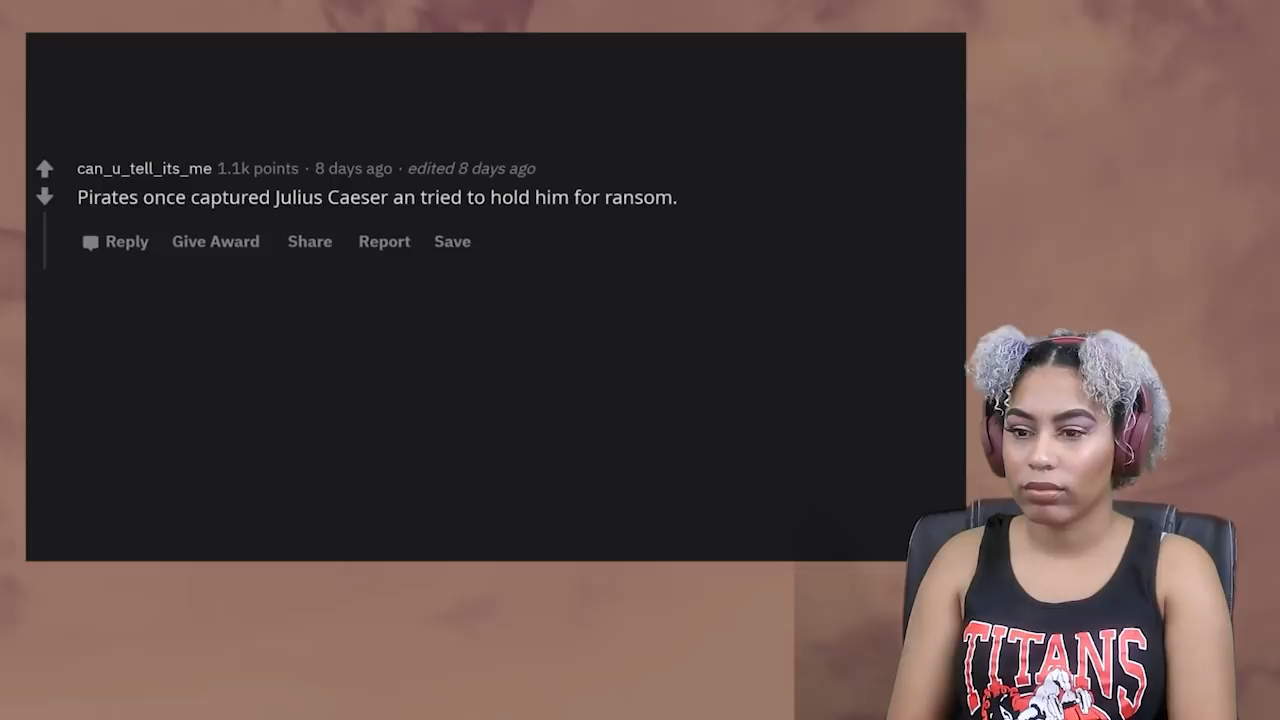 can_u_tell_its_me 1.1k points · 8 days ago · edited 8 days ago
Pirates once captured Julius Caeser an tried to hold him for ransom.
Reply Give Award Share Report Save
TITANS